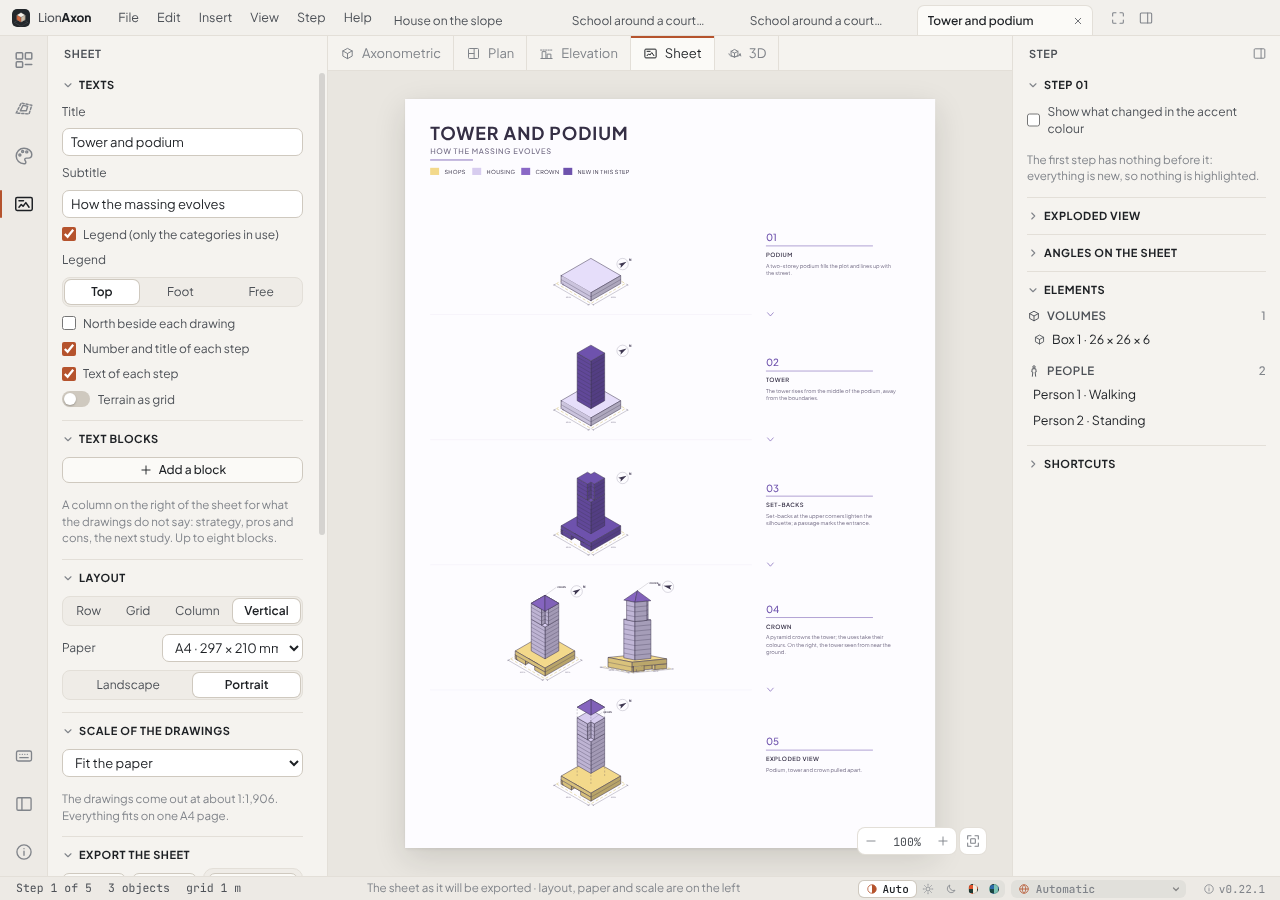 LionAxon
File Edit Insert View Step Help
House on the slope
School around a court…
School around a court…
Tower and podium
SHEET
TEXTS
Title
Tower and podium
Subtitle
How the massing evolves
Legend (only the categories in use)
Legend
Top Foot Free
North beside each drawing
Number and title of each step
Text of each step
Terrain as grid
TEXT BLOCKS
Add a block
A column on the right of the sheet for what
the drawings do not say: strategy, pros and
cons, the next study. Up to eight blocks.
LAYOUT
Row Grid Column Vertical
Paper A4 · 297 × 210 mm
Landscape Portrait
SCALE OF THE DRAWINGS
Fit the paper
The drawings come out at about 1:1,906.
Everything fits on one A4 page.
EXPORT THE SHEET
Axonometric Plan Elevation Sheet 3D
TOWER AND PODIUM
HOW THE MASSING EVOLVES
SHOPS HOUSING CROWN NEW IN THIS STEP
01
PODIUM
A two-storey podium fills the plot and lines up with
the street.
02
TOWER
The tower rises from the middle of the podium, away
from the boundaries.
03
SET-BACKS
Set-backs at the upper corners lighten the
silhouette; a passage marks the entrance.
04
CROWN
A pyramid crowns the tower; the uses take their
colours. On the right, the tower seen from near the
ground.
05
EXPLODED VIEW
Podium, tower and crown pulled apart.
100%
STEP
STEP 01
Show what changed in the accent
colour
The first step has nothing before it:
everything is new, so nothing is highlighted.
EXPLODED VIEW
ANGLES ON THE SHEET
ELEMENTS
VOLUMES 1
Box 1 · 26 × 26 × 6
PEOPLE 2
Person 1 · Walking
Person 2 · Standing
SHORTCUTS
Step 1 of 5 3 objects grid 1 m
The sheet as it will be exported · layout, paper and scale are on the left
Auto
Automatic
v0.22.1